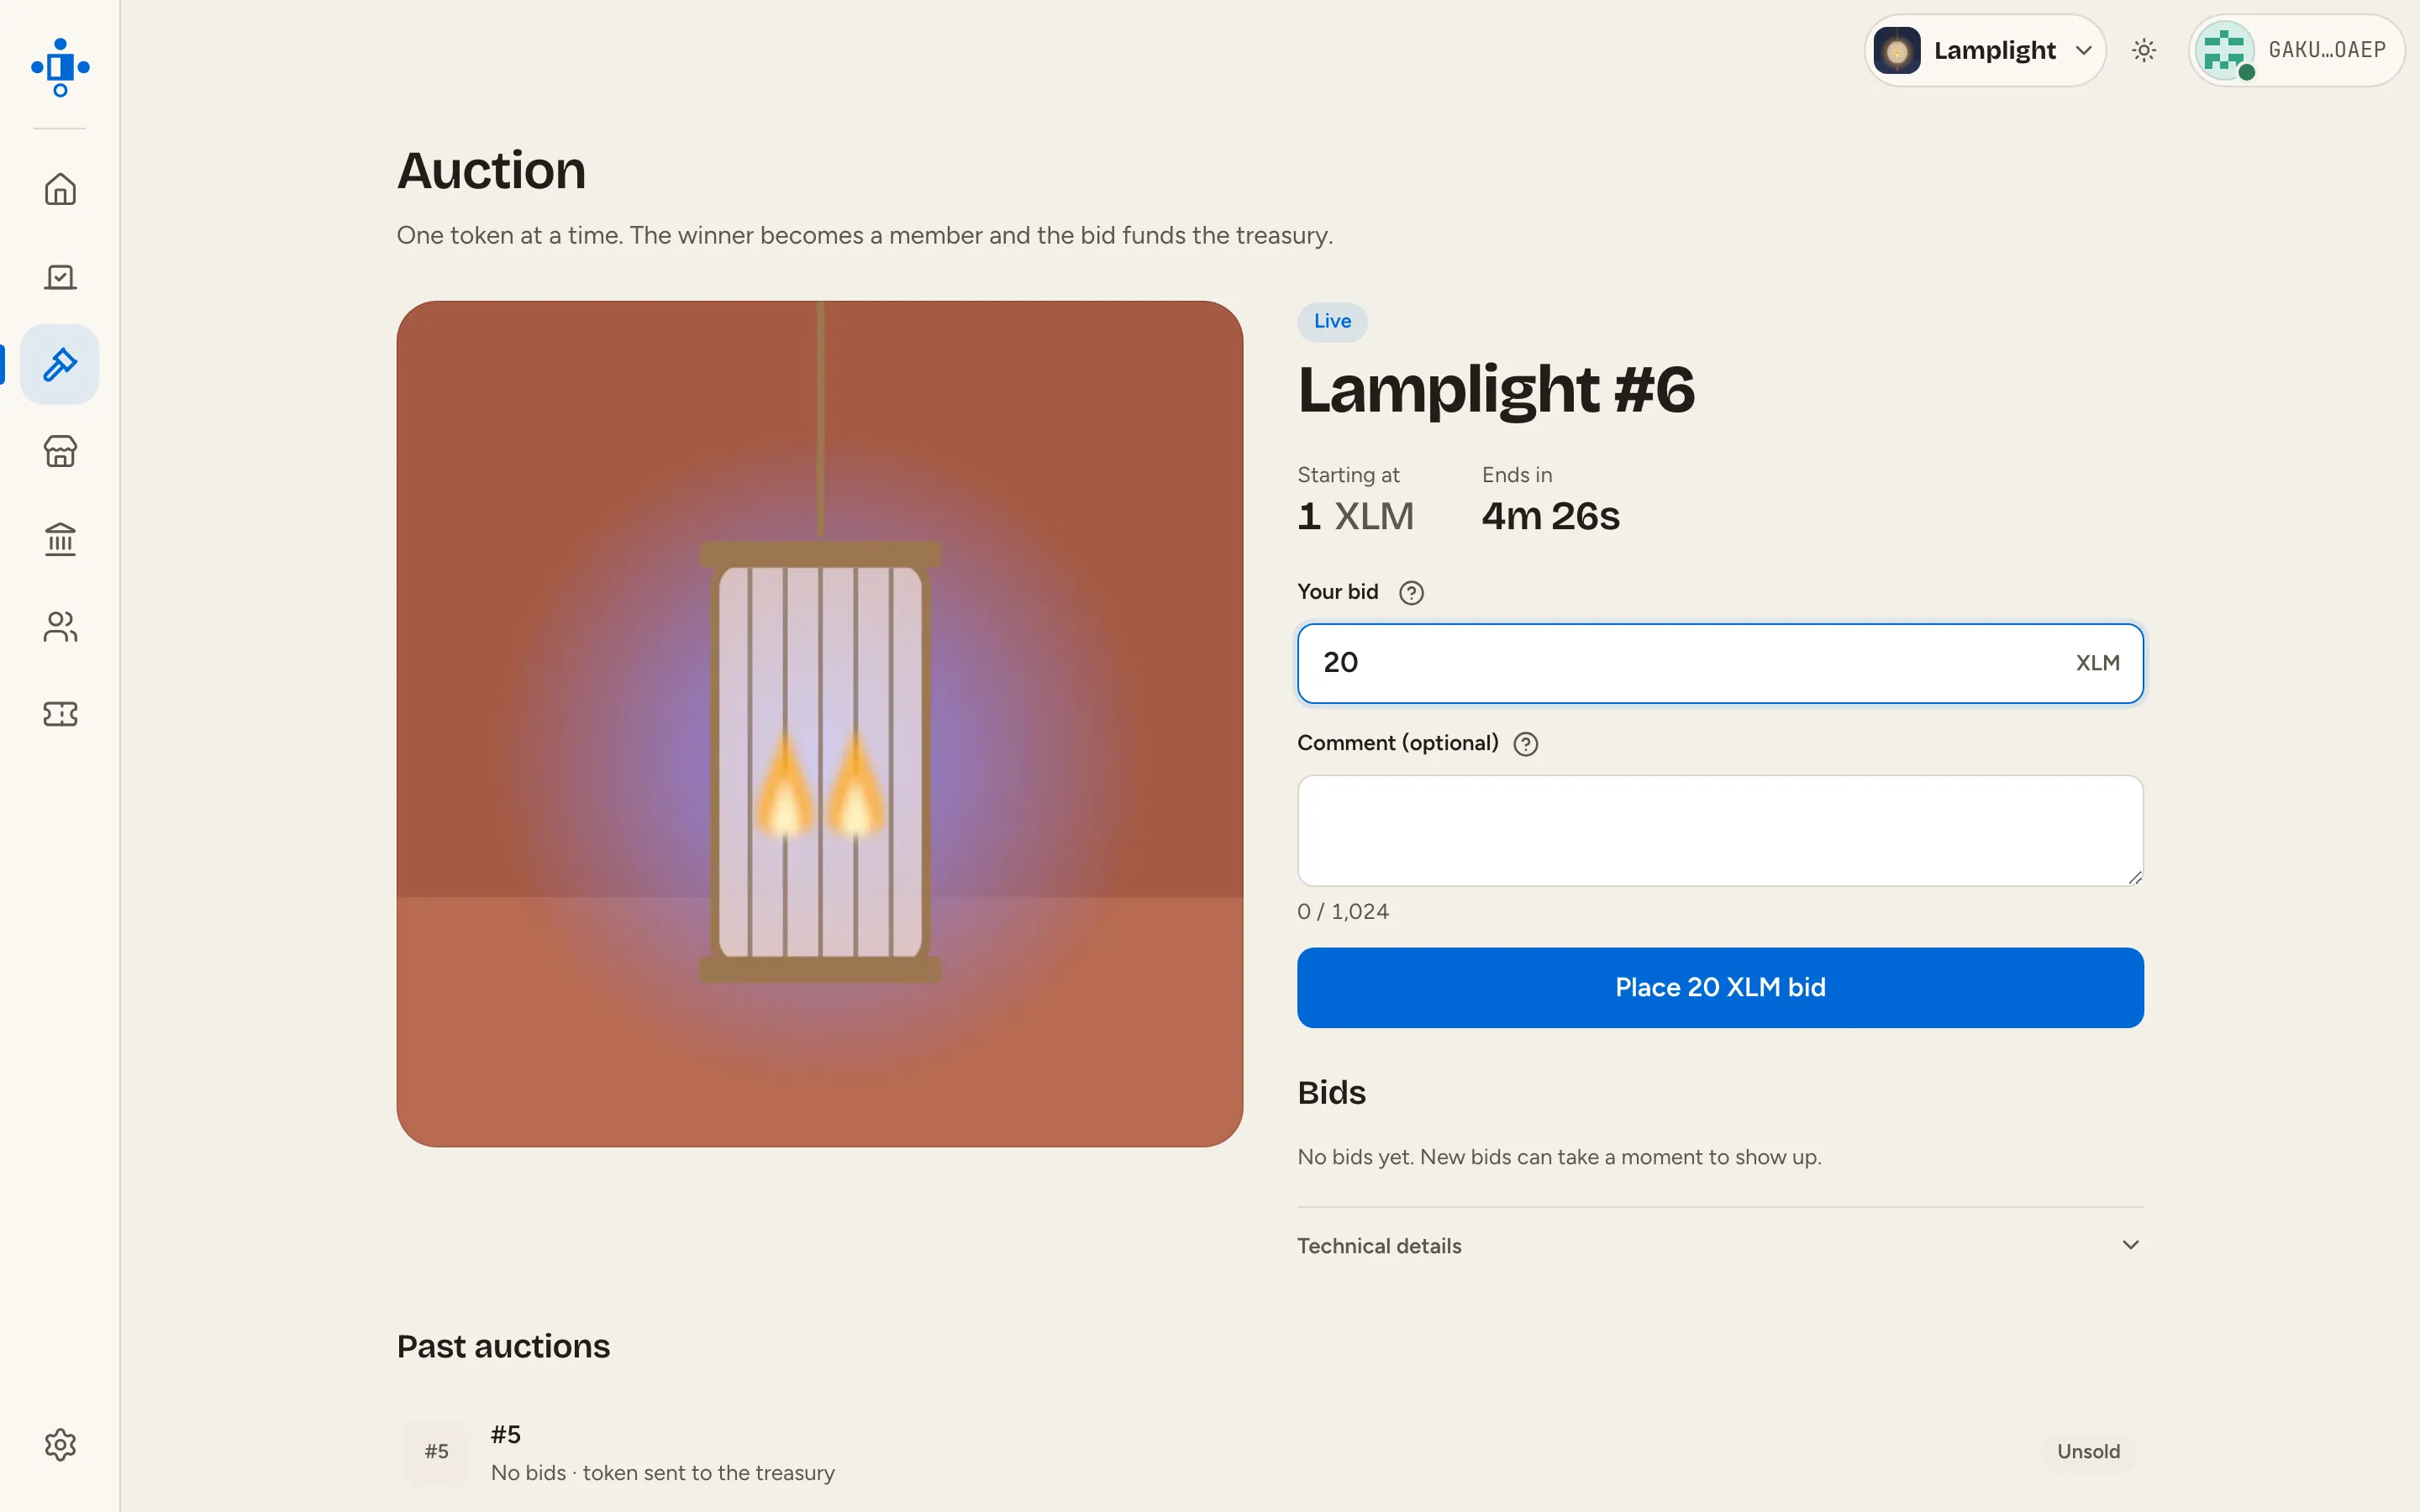 Lamplight
GAKU…OAEP
Auction
One token at a time. The winner becomes a member and the bid funds the treasury.
Live
Lamplight #6
Starting at
1 XLM
Ends in
4m 26s
Your bid
20 XLM
Comment (optional)
0 / 1,024
Place 20 XLM bid
Bids
No bids yet. New bids can take a moment to show up.
Technical details
Past auctions
#5
#5
No bids · token sent to the treasury
Unsold